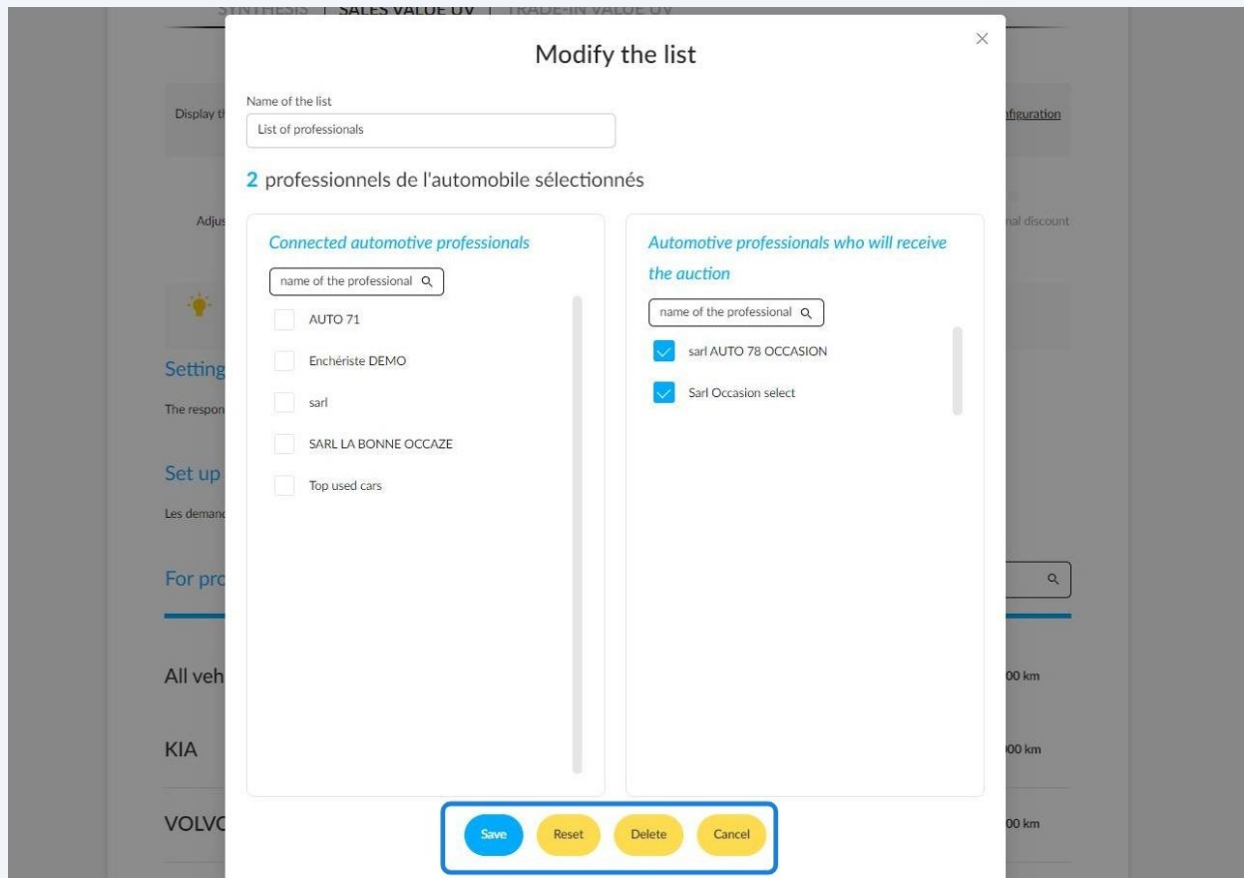 SYNTHESIS | SALES VALUE UV | TRADE-IN VALUE UV
Modify the list
Name of the list
Display th
List of professionals
nfiguration
2 professionnels de l'automobile sélectionnés
Adjus
nal discount
Connected automotive professionals
name of the professional
AUTO 71
Enchériste DEMO
sarl
SARL LA BONNE OCCAZE
Top used cars
Automotive professionals who will receive
the auction
name of the professional
sarl AUTO 78 OCCASION
Sarl Occasion select
Setting
The respon
Set up
Les demand
For pro
All veh
00 km
KIA
000 km
VOLVO
00 km
Save
Reset
Delete
Cancel